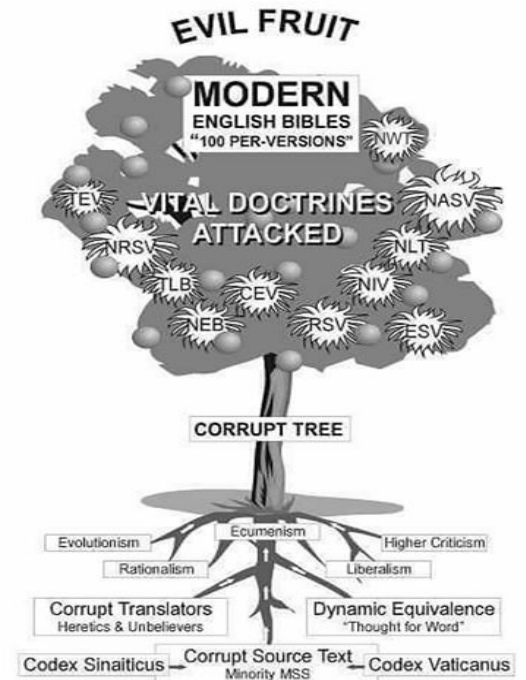 EVIL FRUIT
MODERN
ENGLISH BIBLES
"100 PER-VERSIONS"
NWT
TEV
VITAL DOCTRINES
NASV
ATTACKED
NRSV
NLT
TLB
CEV
NIV
NEB
RSV
ESV
CORRUPT TREE
Ecumenism
Evolutionism
Higher Criticism
Rationalism
Liberalism
Corrupt Translators
Heretics & Unbelievers
Dynamic Equivalence
"Thought for Word"
Codex Sinaiticus
Corrupt Source Text
Minority MSS
Codex Vaticanus